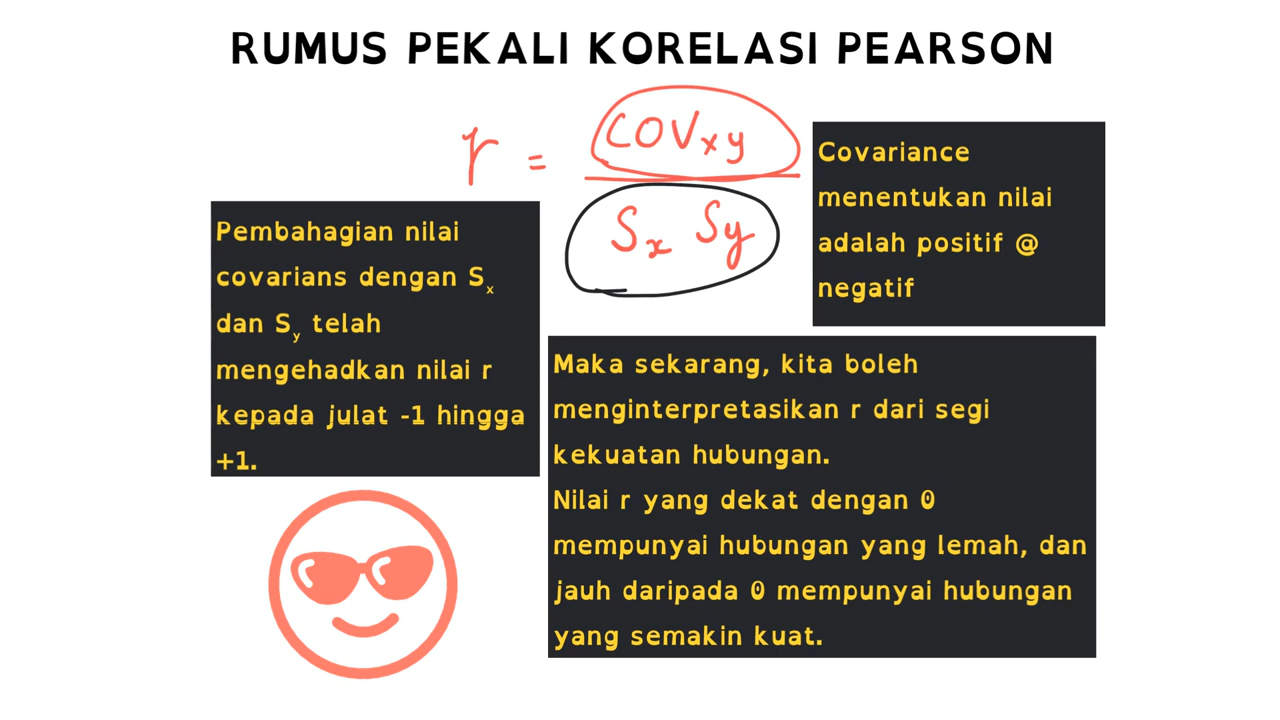 RUMUS PEKALI KORELASI PEARSON
r = COVxy
Sx Sy
Covariance
menentukan nilai
adalah positif @
negatif
Pembahagian nilai
covarians dengan Sx
dan Sy telah
mengehadkan nilai r
kepada julat -1 hingga
+1.
Maka sekarang, kita boleh
menginterpretasikan r dari segi
kekuatan hubungan.
Nilai r yang dekat dengan 0
mempunyai hubungan yang lemah, dan
jauh daripada 0 mempunyai hubungan
yang semakin kuat.